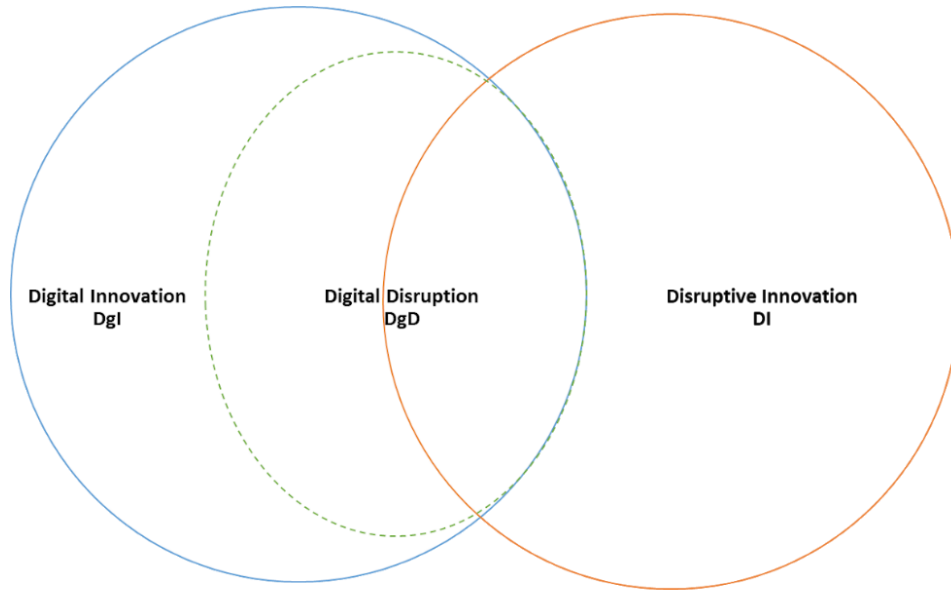 Digital Innovation
DgI
Digital Disruption
DgD
Disruptive Innovation
DI